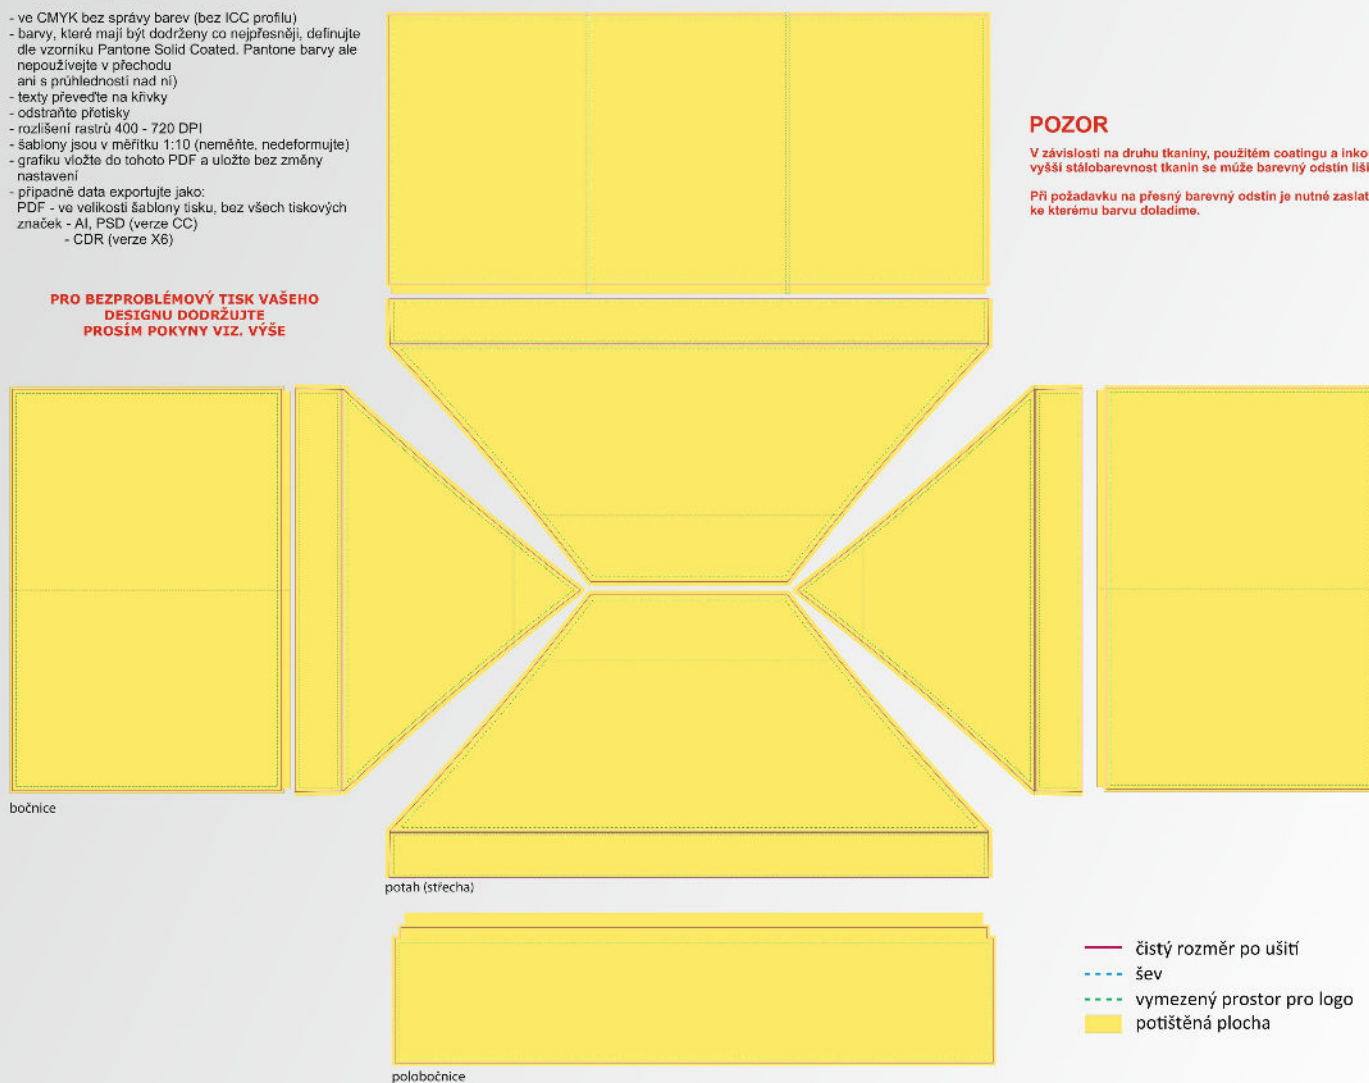 - ve CMYK bez správy barev (bez ICC profilu)
- barvy, které mají být dodrženy co nejpřesněji, definujte
dle vzorníku Pantone Solid Coated. Pantone barvy ale
nepoužívejte v přechodu
ani s průhledností nad ní)
- texty převeďte na křivky
- odstraňte přetisky
- rozlišení rastrů 400 - 720 DPI
- šablony jsou v měřítku 1:10 (neměňte, nedeformujte)
- grafiku vložte do tohoto PDF a uložte bez změny
nastavení
- případně data exportujte jako:
PDF - ve velikosti šablony tisku, bez všech tiskových
značek - AI, PSD (verze CC)
- CDR (verze X6)
PRO BEZPROBLÉMOVÝ TISK VAŠEHO
DESIGNU DODRŽUJTE
PROSÍM POKYNY VIZ. VÝŠE
POZOR
V závislosti na druhu tkaniny, použitém coatingu a inko
vyšší stálobarevnost tkanin se může barevný odstín liši
Při požadavku na přesný barevný odstín je nutné zaslat
ke kterému barvu doladíme.
bočnice
potah (střecha)
polobočnice
čistý rozměr po ušití
šev
vymezený prostor pro logo
potištěná plocha